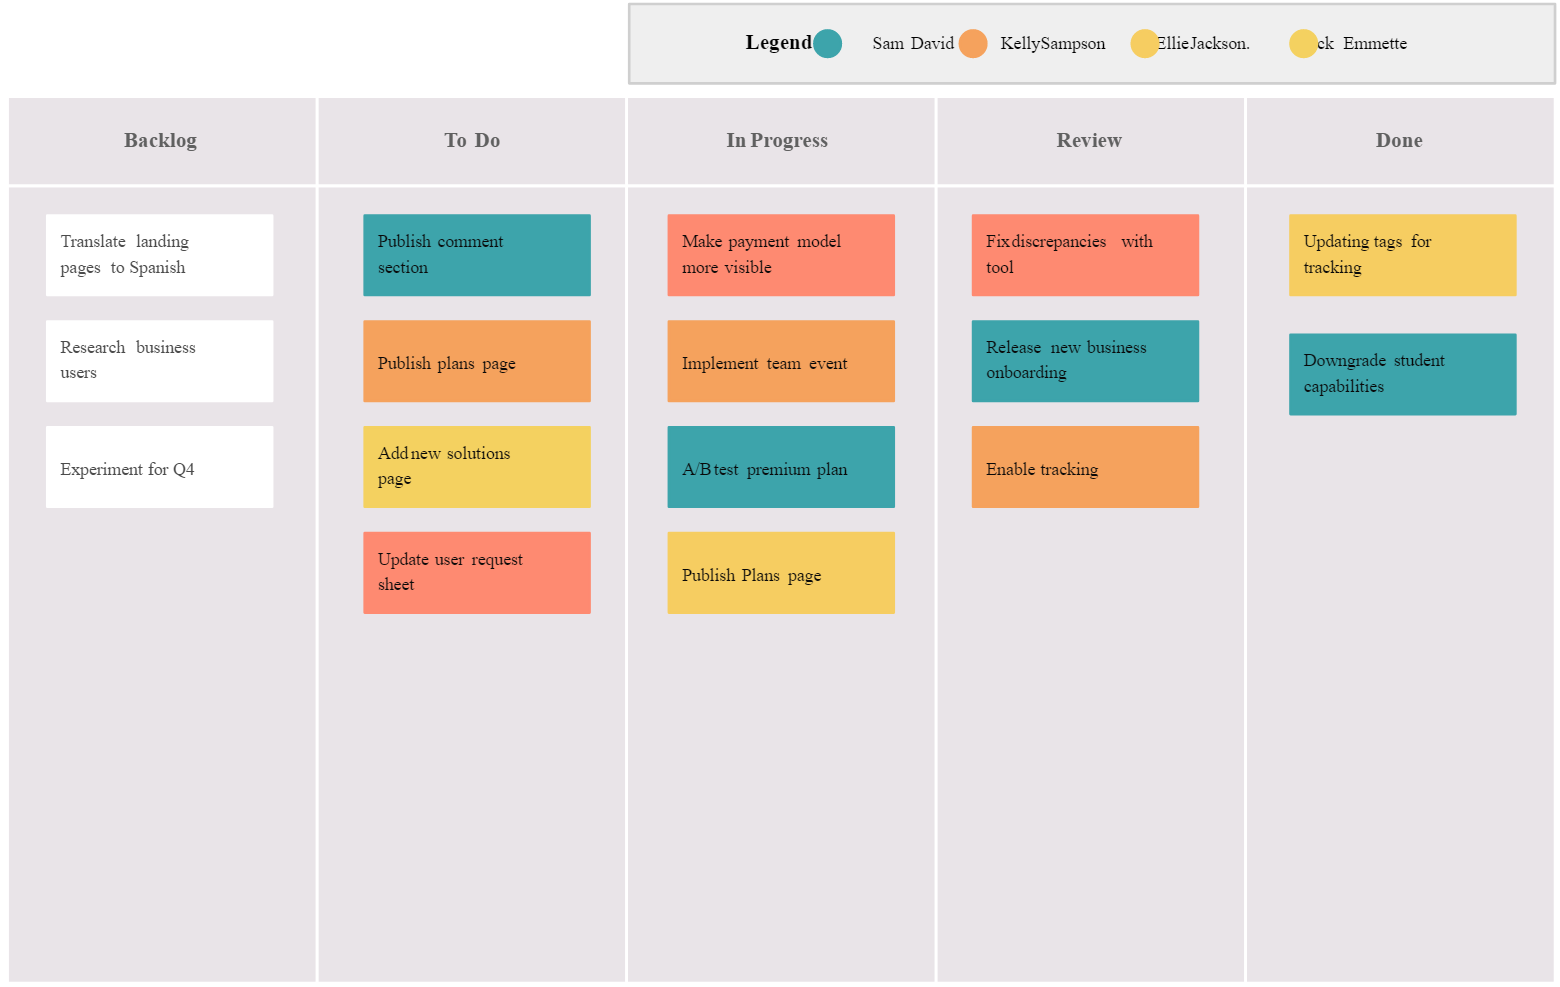 Legend Sam David KellySampson EllieJackson. ck Emmette
Backlog To Do In Progress Review Done
Translate landing
pages to Spanish
Research business
users
Experiment for Q4
Publish comment
section
Publish plans page
Add new solutions
page
Update user request
sheet
Make payment model
more visible
Implement team event
A/B test premium plan
Publish Plans page
Fix discrepancies with
tool
Release new business
onboarding
Enable tracking
Updating tags for
tracking
Downgrade student
capabilities